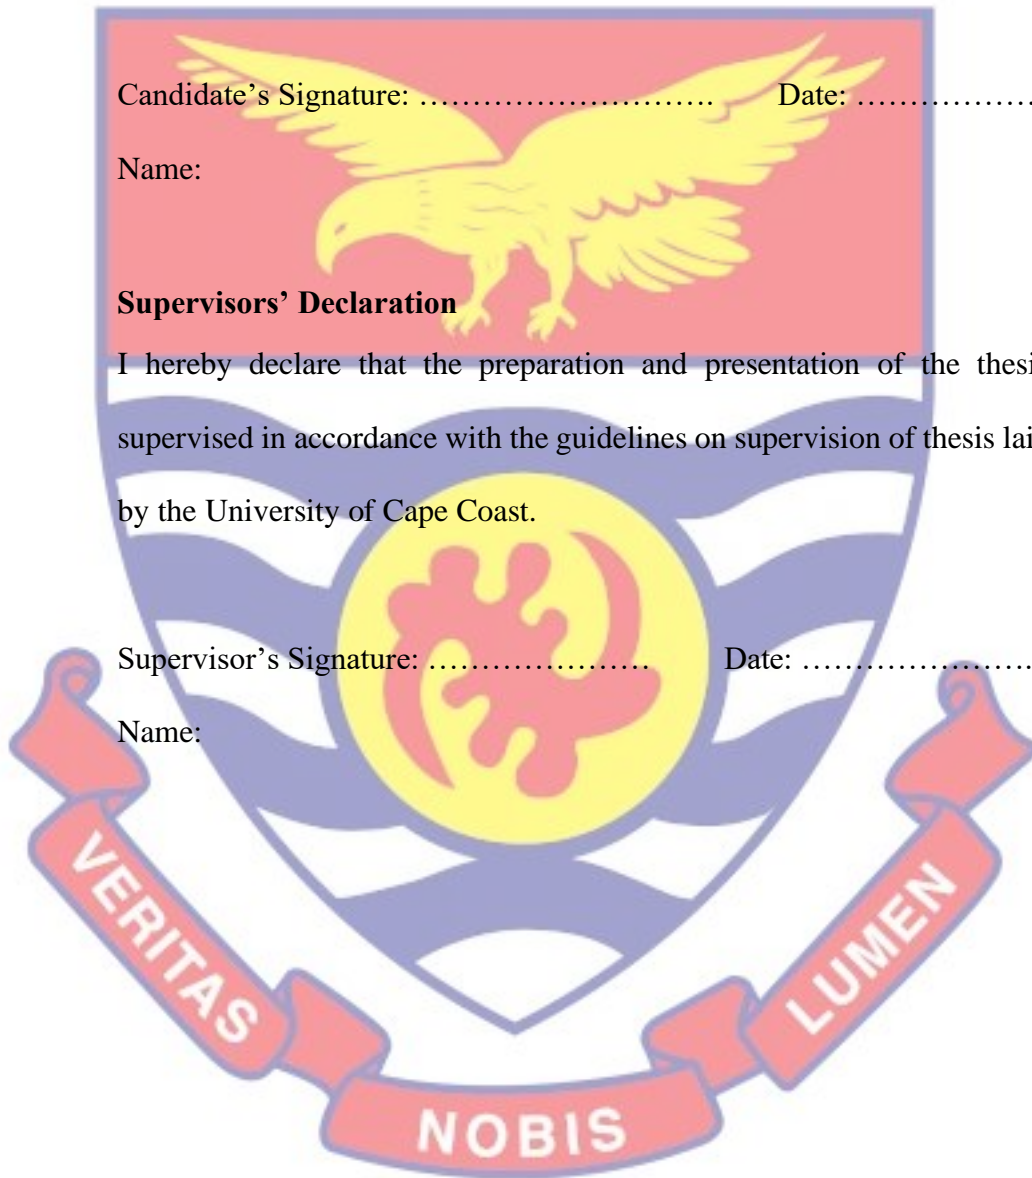 Candidate’s Signature: ………………………. Date: ………………
Name:
Supervisors’ Declaration
I hereby declare that the preparation and presentation of the thesi
supervised in accordance with the guidelines on supervision of thesis lai
by the University of Cape Coast.
Supervisor’s Signature: ………………… Date: ………………….
Name:
VERITAS
NOBIS
LUMEN